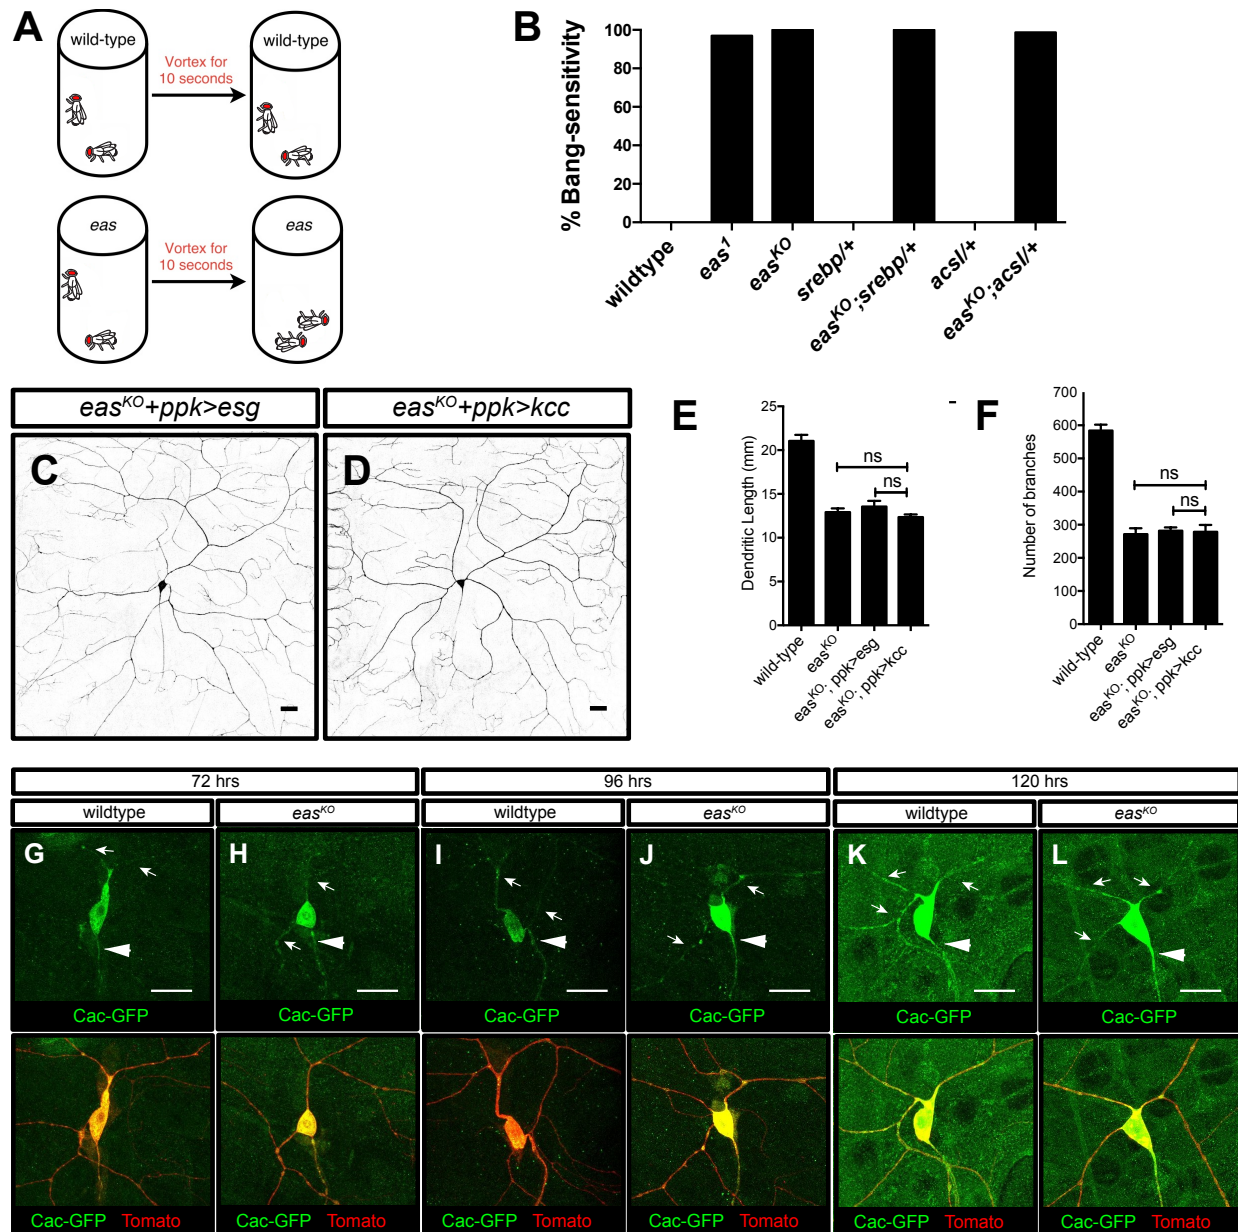 A
wild-type
wild-type
Vortex for
10 seconds
eas
eas
Vortex for
10 seconds
B
% Bang-sensitivity
100
80
60
40
20
0
wildtype
eas¹
easᴷᴼ
srebp/+
easᴷᴼ;srebp/+
acsl/+
easᴷᴼ;acsl/+
easᴷᴼ+ppk>esg
easᴷᴼ+ppk>kcc
C
D
E
Dendritic Length (mm)
25
20
15
10
5
0
ns
ns
wild-type
easᴷᴼ
easᴷᴼ; ppk>esg
easᴷᴼ, ppk>kcc
F
Number of branches
700
600
500
400
300
200
100
0
ns
ns
wild-type
easᴷᴼ
easᴷᴼ; ppk>esg
easᴷᴼ, ppk>kcc
72 hrs
96 hrs
120 hrs
wildtype
easᴷᴼ
wildtype
easᴷᴼ
wildtype
easᴷᴼ
G
H
I
J
K
L
Cac-GFP
Cac-GFP
Cac-GFP
Cac-GFP
Cac-GFP
Cac-GFP
Cac-GFP Tomato
Cac-GFP Tomato
Cac-GFP Tomato
Cac-GFP Tomato
Cac-GFP Tomato
Cac-GFP Tomato